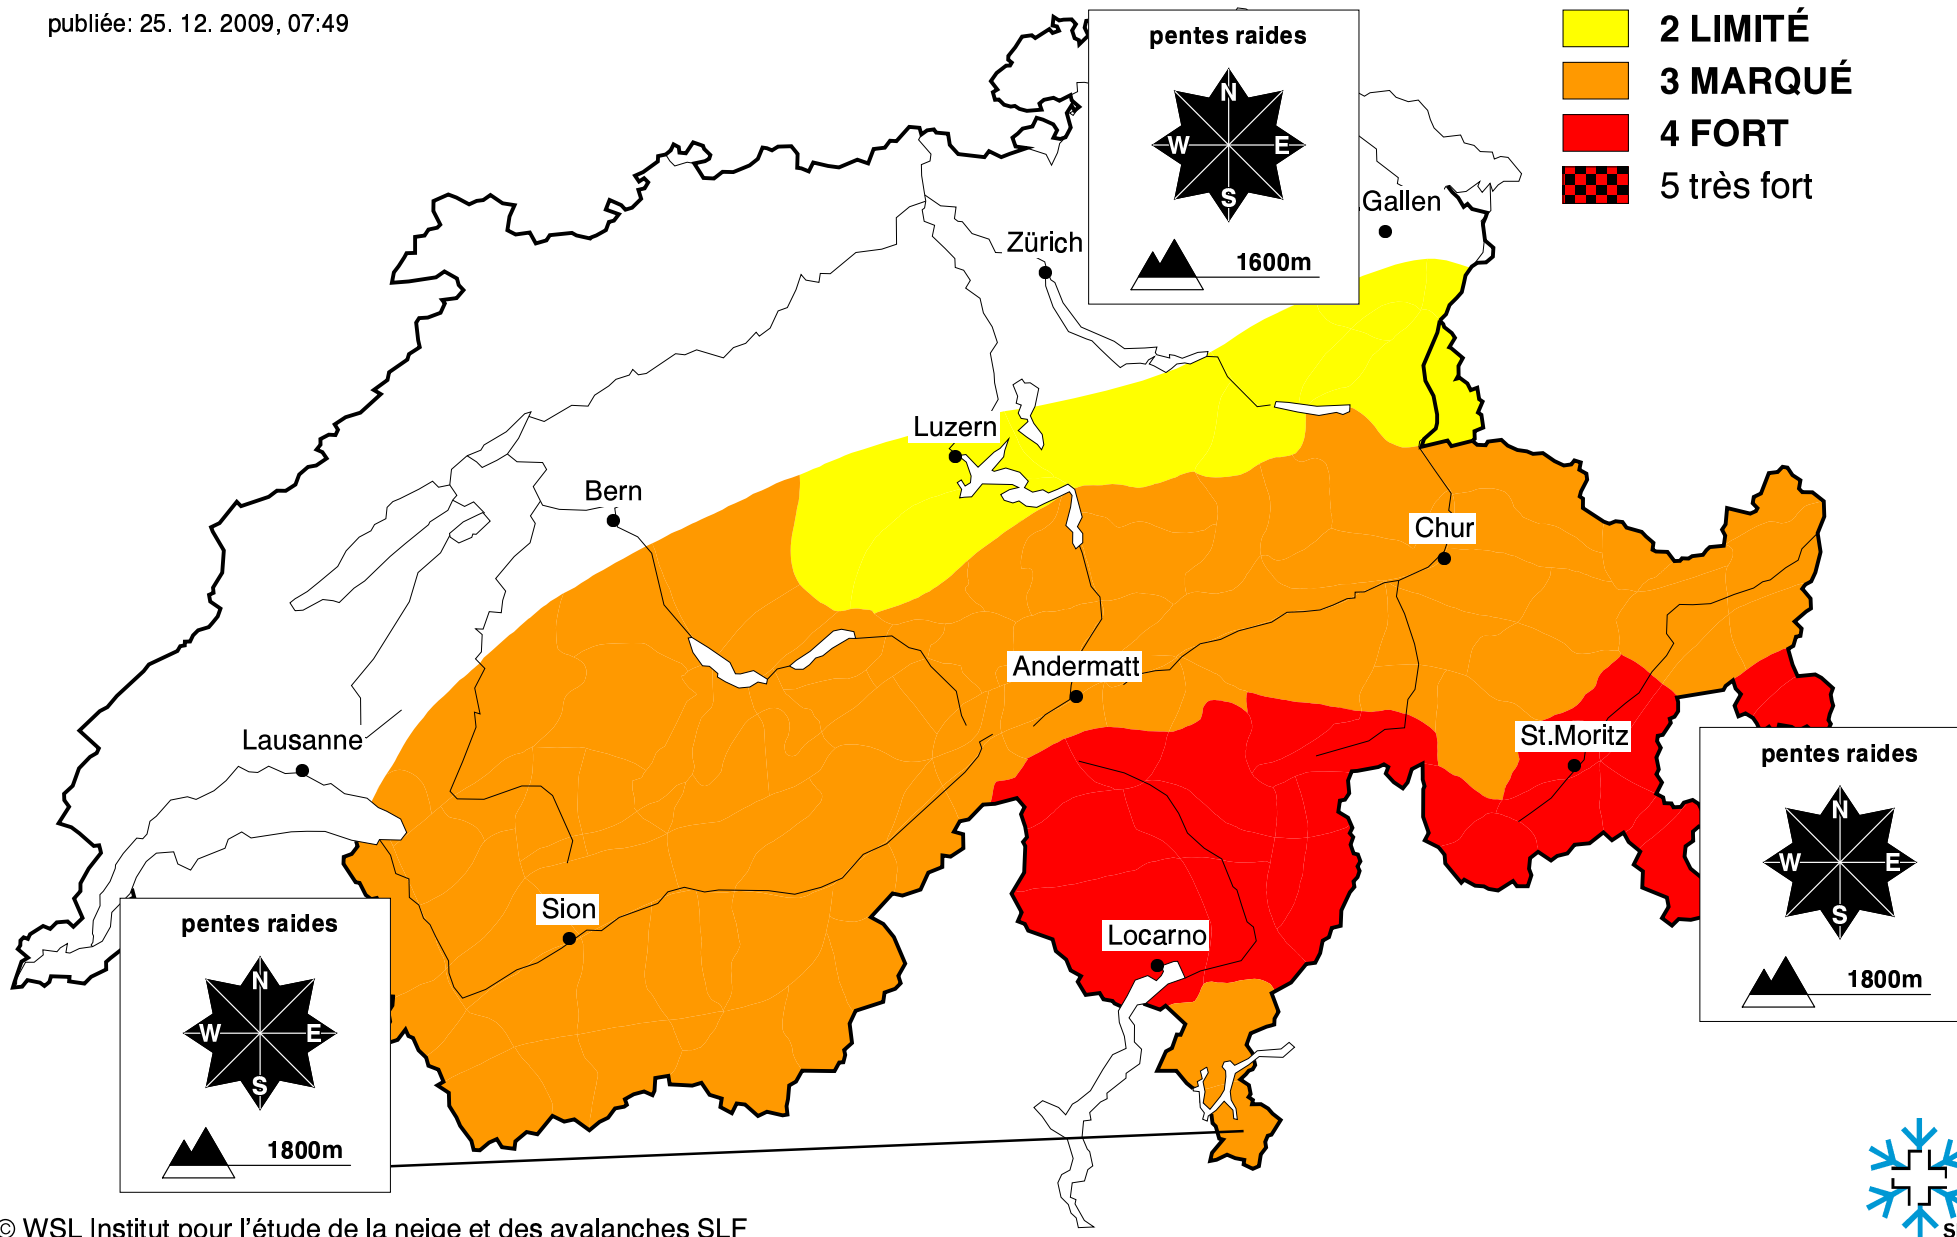 publiée: 25. 12. 2009, 07:49
2 LIMITÉ
3 MARQUÉ
4 FORT
5 très fort
pentes raides
N
W E
S
1600m
Gallen
Zürich
Luzern
Bern
Chur
Andermatt
St.Moritz
Lausanne
Sion
Locarno
pentes raides
N
W E
S
1800m
pentes raides
N
W E
S
1800m
© WSL Institut pour l'étude de la neige et des avalanches SLF